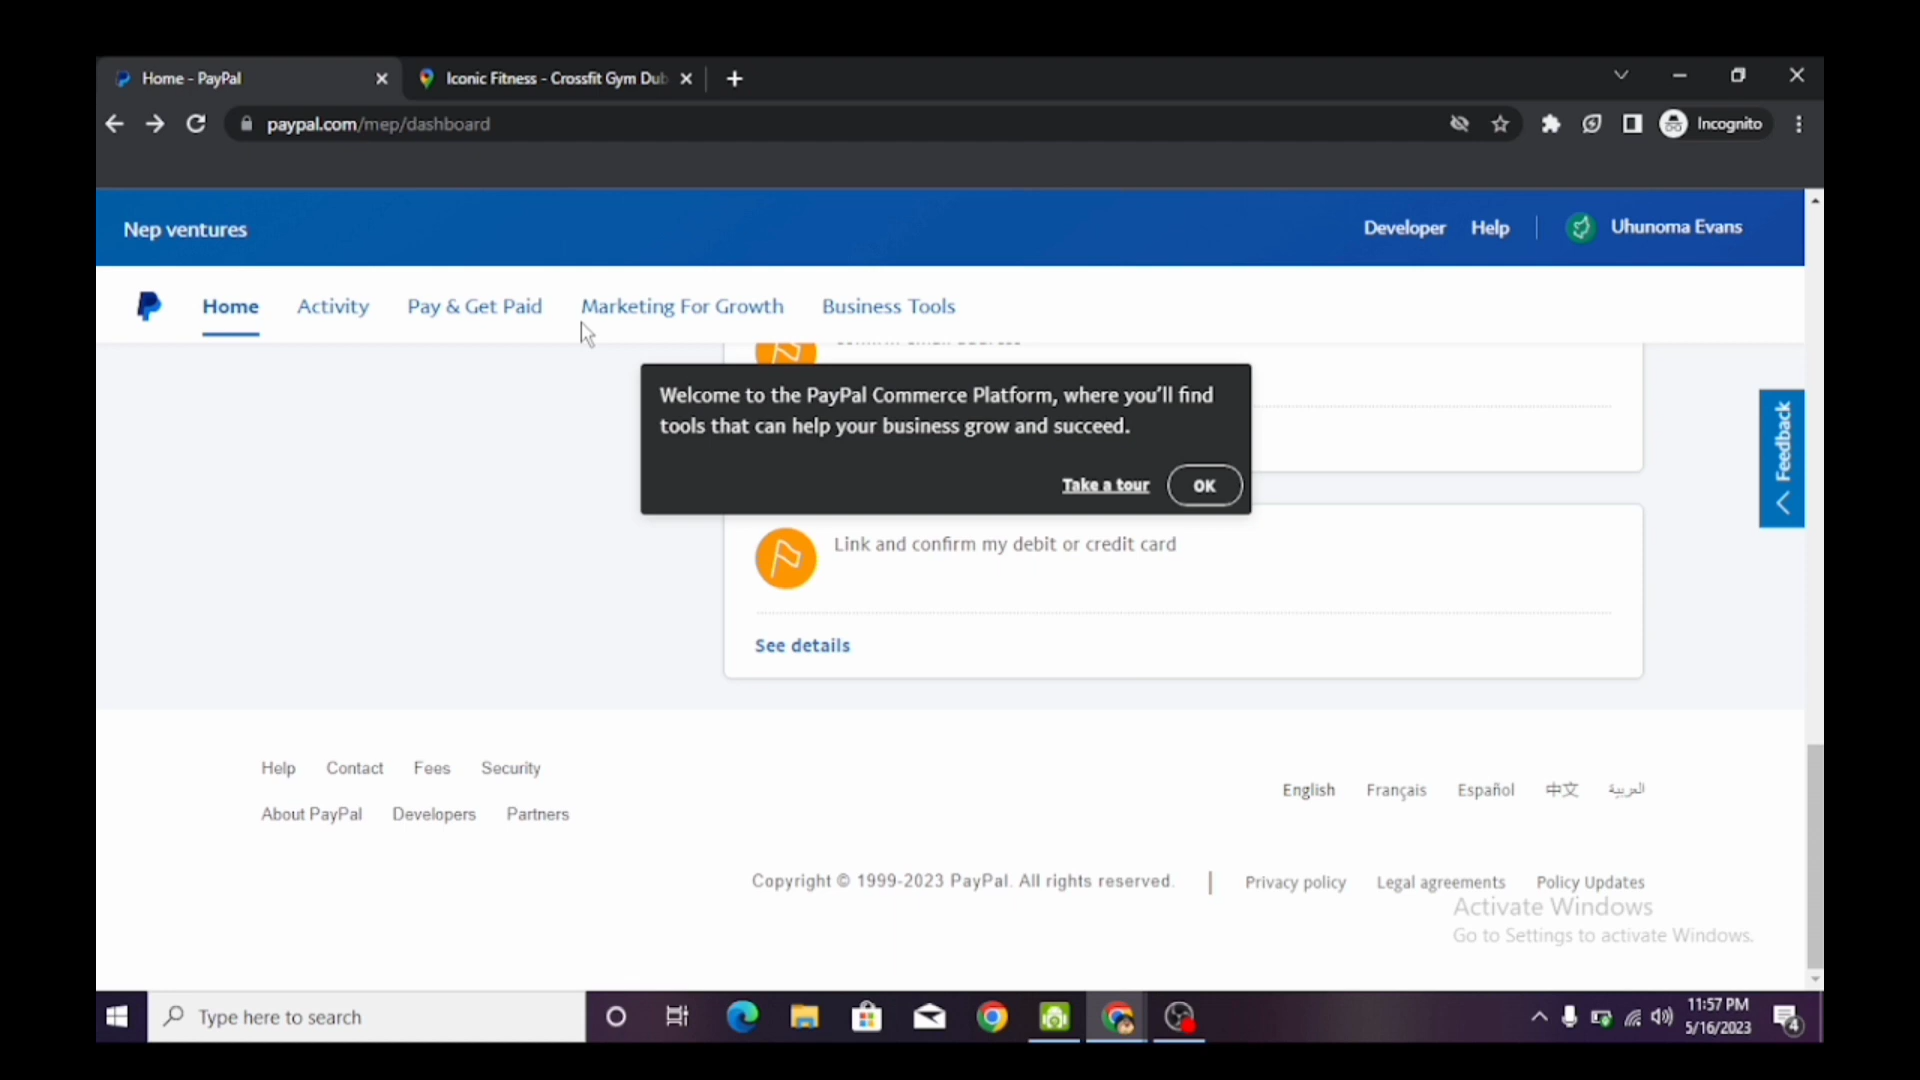 Home - PayPal
Iconic Fitness - Crossfit Gym Dub
paypal.com/mep/dashboard
Incognito
Nep ventures
Developer
Help
Uhunoma Evans
Home
Activity
Pay & Get Paid
Marketing For Growth
Business Tools
Welcome to the PayPal Commerce Platform, where you'll find
tools that can help your business grow and succeed.
Take a tour
OK
Feedback
Link and confirm my debit or credit card
See details
Help
Contact
Fees
Security
About PayPal
Developers
Partners
English
Français
Español
中文
العربية
Copyright © 1999-2023 PayPal. All rights reserved.
Privacy policy
Legal agreements
Policy Updates
Activate Windows
Go to Settings to activate Windows.
Type here to search
11:57 PM
5/16/2023
4